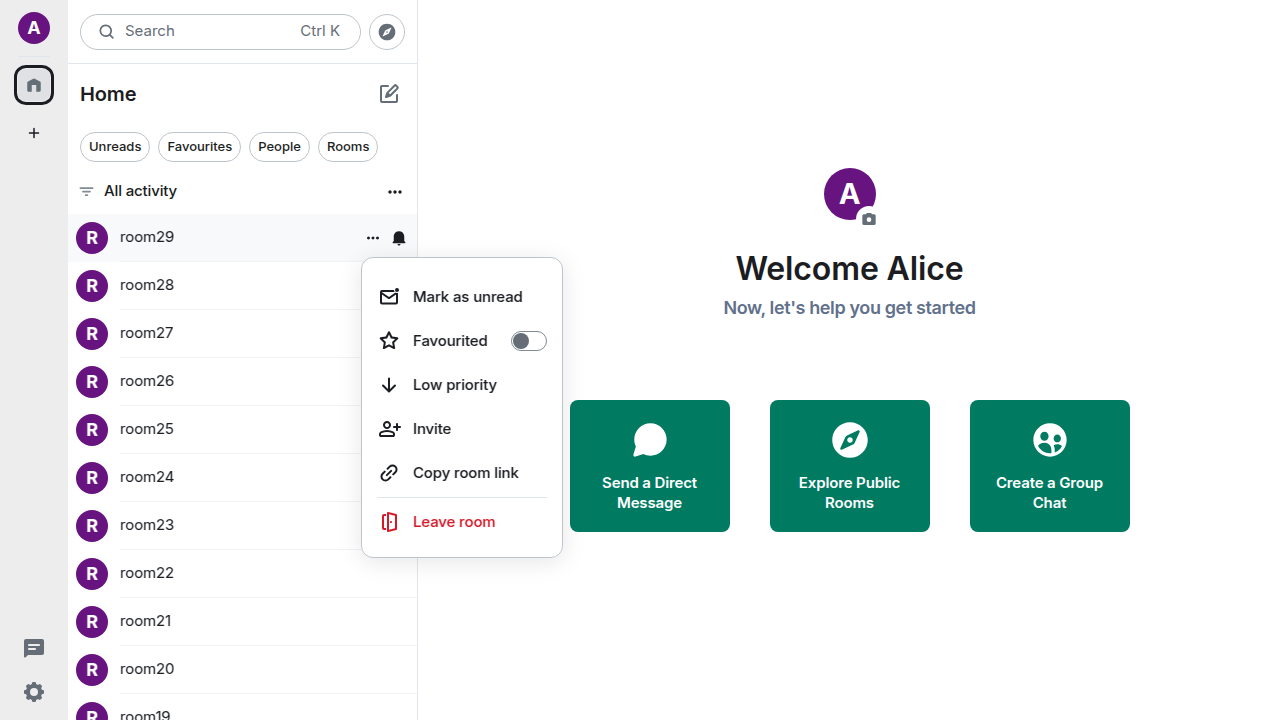 A
Search Ctrl K
Home
Unreads Favourites People Rooms
All activity
R room29
R room28
R room27
R room26
R room25
R room24
R room23
R room22
R room21
R room20
R room19
Mark as unread
Favourited
Low priority
Invite
Copy room link
Leave room
A
Welcome Alice
Now, let's help you get started
Send a Direct
Message
Explore Public
Rooms
Create a Group
Chat